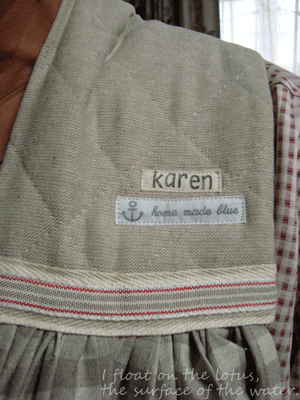 karen
home made blue
I float on the lotus,
the surface of the water.